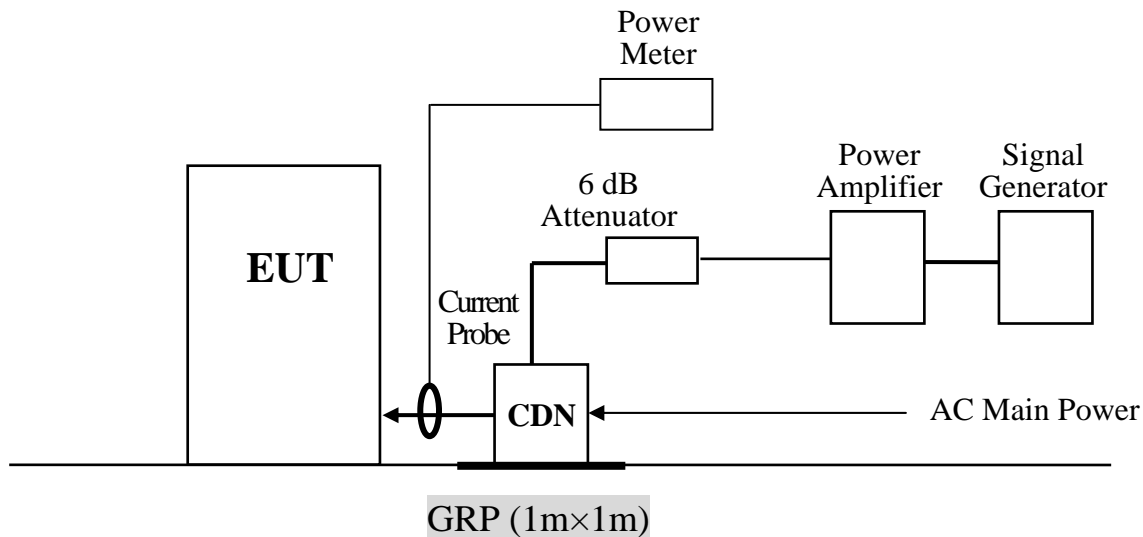 Power
Meter
Power
Amplifier
Signal
Generator
6 dB
Attenuator
EUT
Current
Probe
CDN
AC Main Power
GRP (1m×1m)